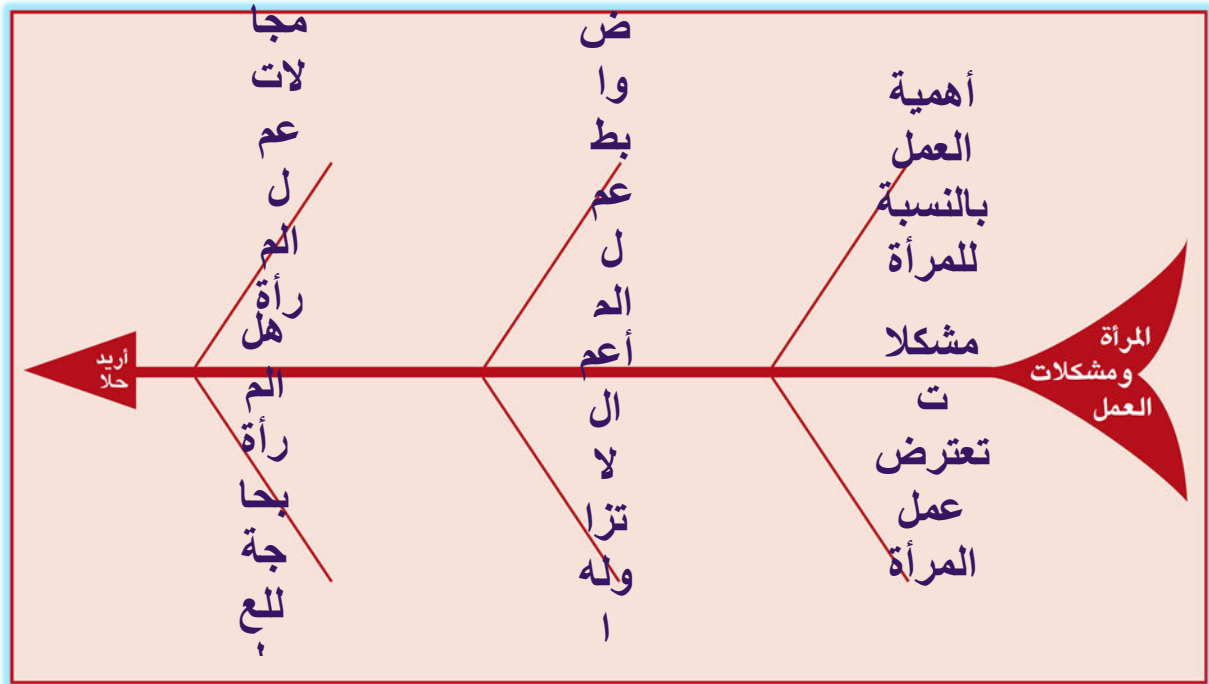 المرأة
ومشكلات
العمل
أهمية
العمل
بالنسبة
للمرأة
مشكلا
ت
تعترض
عمل
المرأة
ض
وا
بط
عم
ل
الم
أعم
ال
لا
تزا
وله
ا
مجا
لات
عم
ل
الم
رأة
هل
الم
رأة
بحا
جة
للع
أريد
حلا